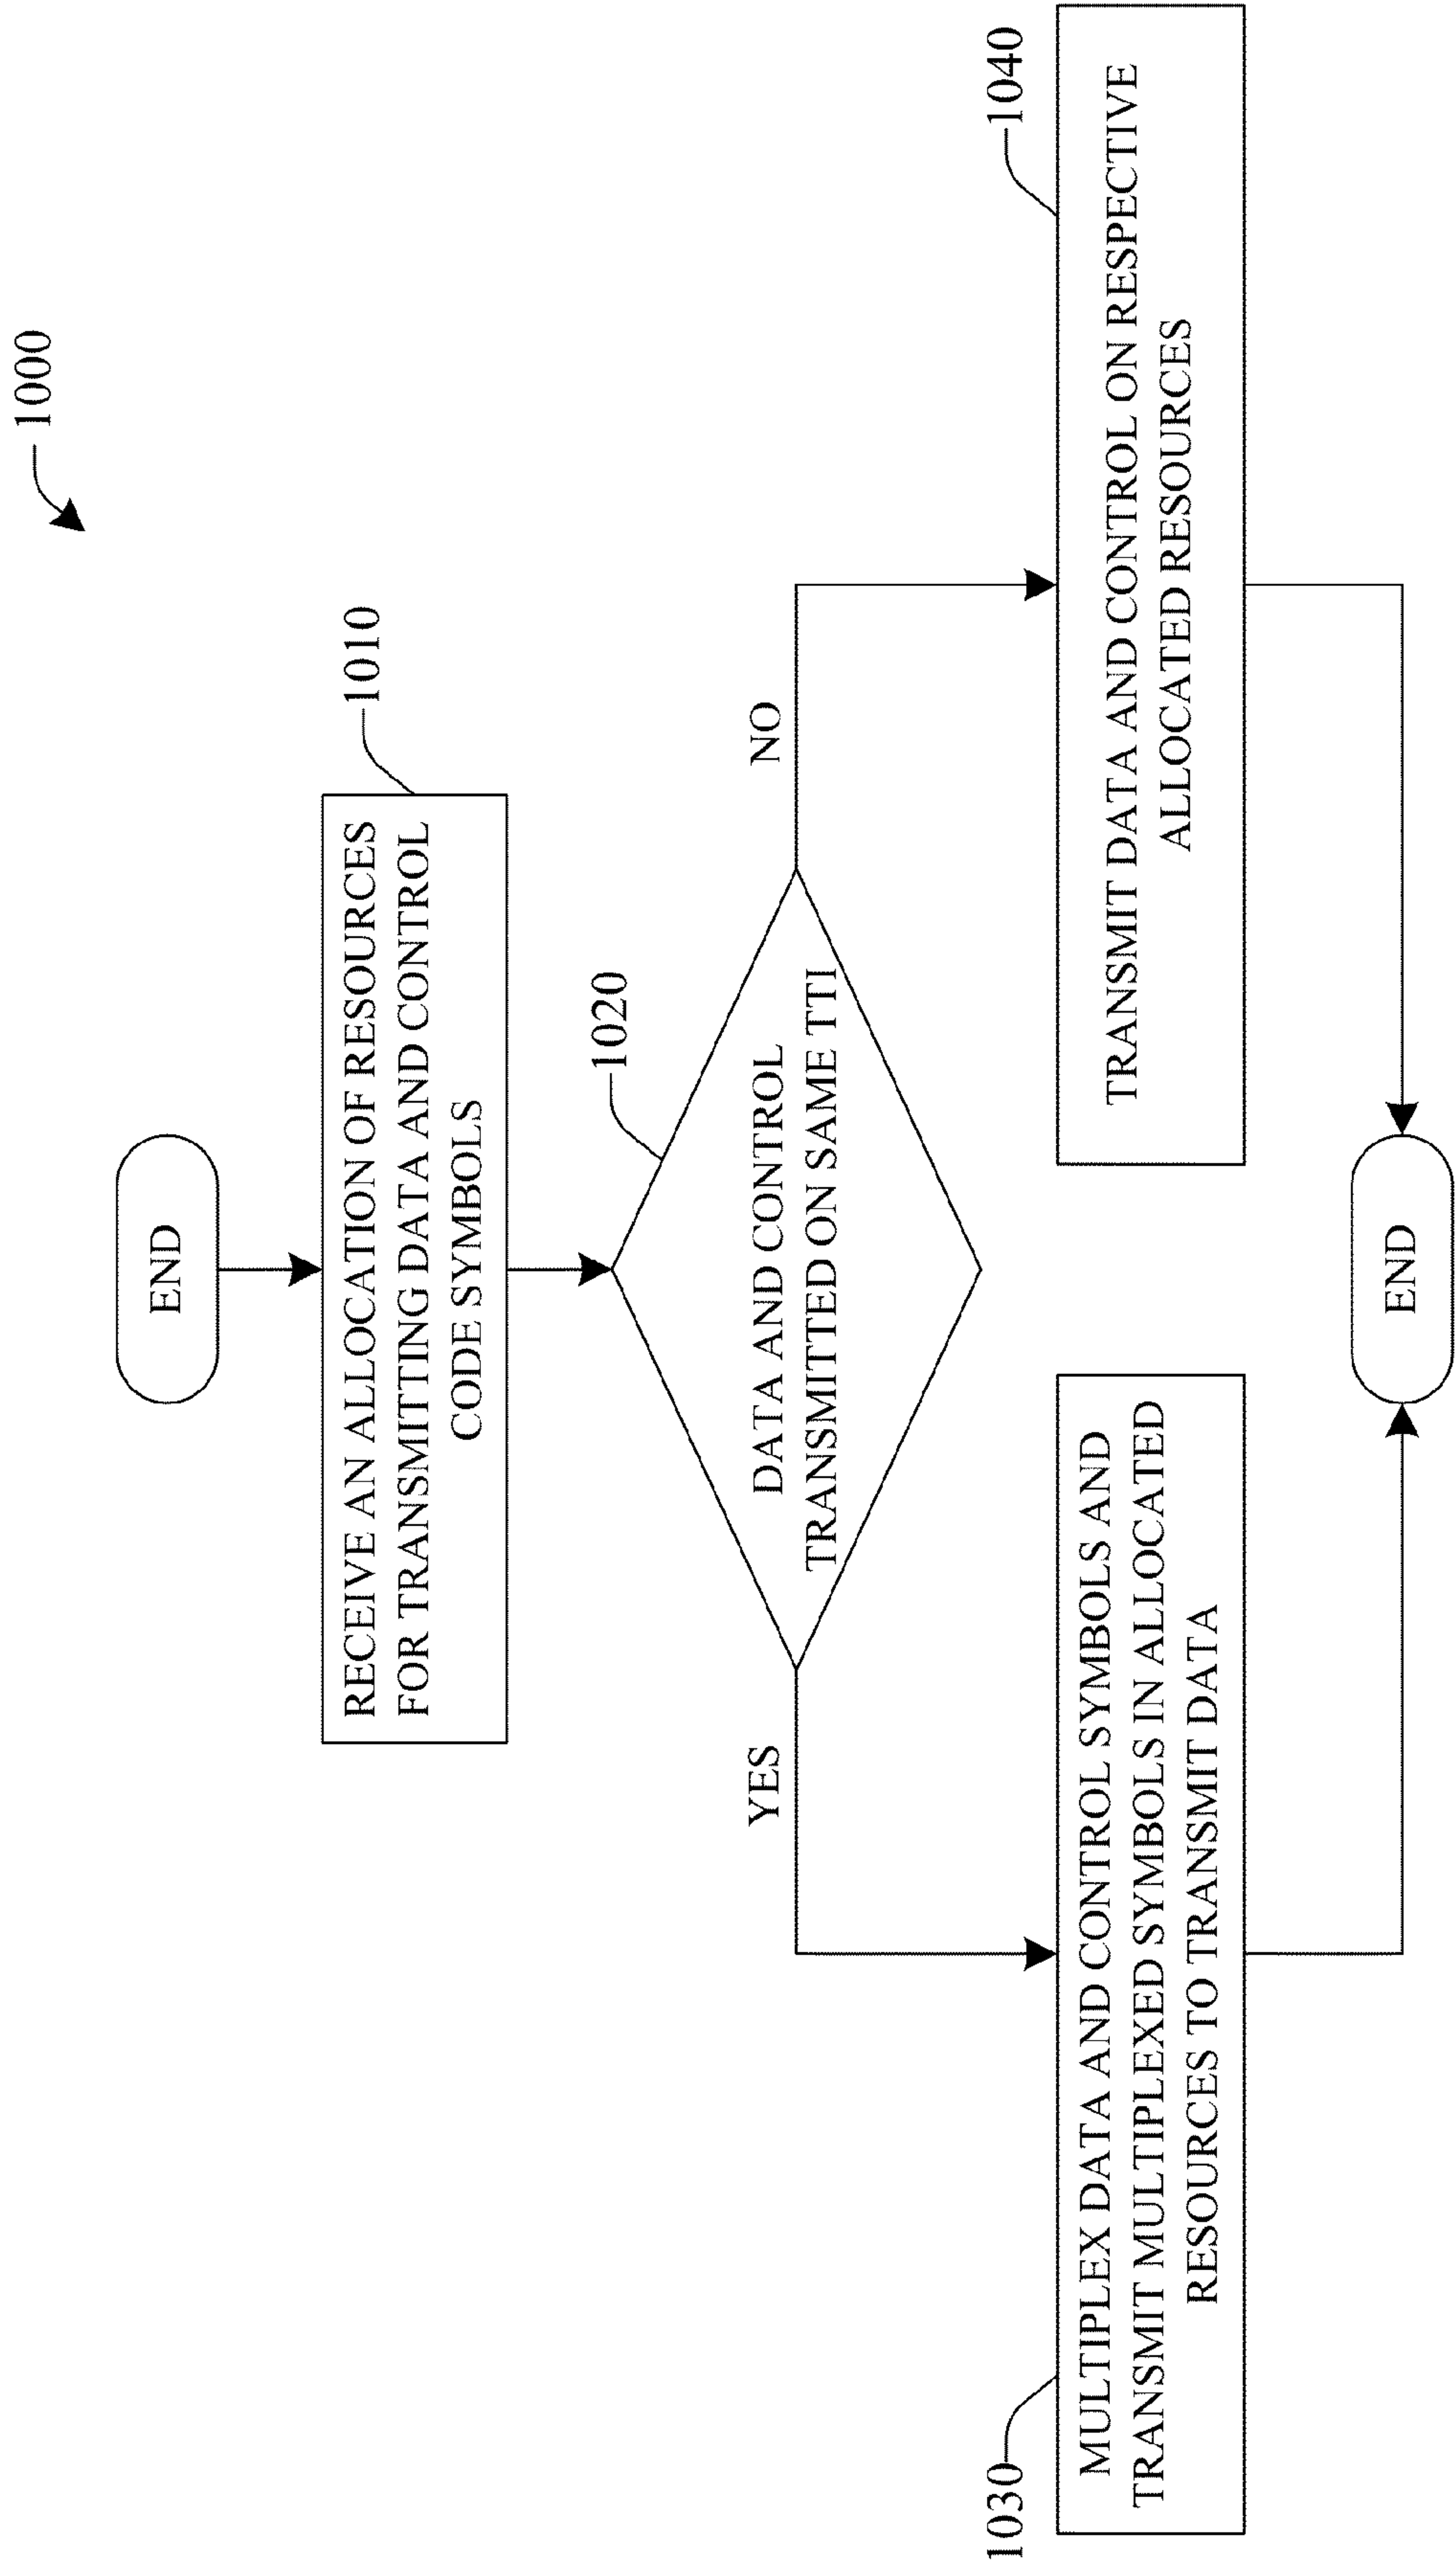 1000
END
RECEIVE AN ALLOCATION OF RESOURCES
FOR TRANSMITTING DATA AND CONTROL
CODE SYMBOLS
1010
1020
DATA AND CONTROL
TRANSMITTED ON SAME TTI
YES
NO
1030
MULTIPLEX DATA AND CONTROL SYMBOLS AND
TRANSMIT MULTIPLEXED SYMBOLS IN ALLOCATED
RESOURCES TO TRANSMIT DATA
1040
TRANSMIT DATA AND CONTROL ON RESPECTIVE
ALLOCATED RESOURCES
END